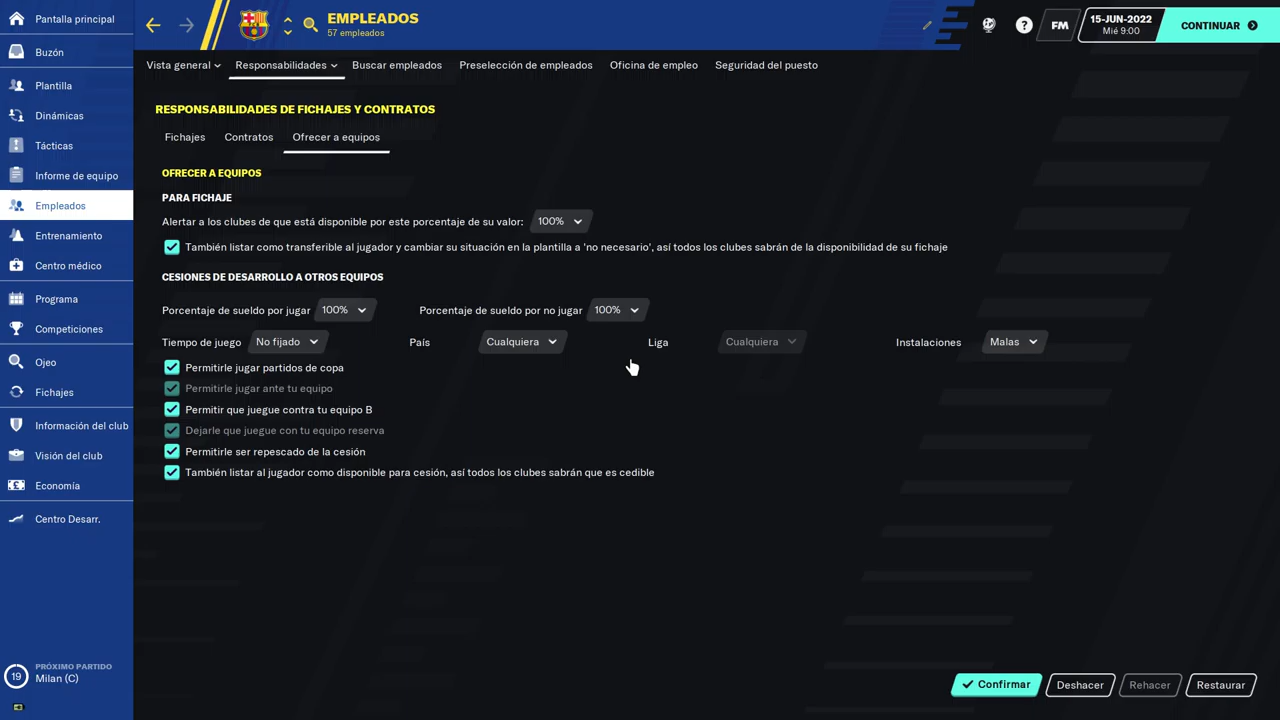 Pantalla principal
Buzón
Plantilla
Dinámicas
Tácticas
Informe de equipo
Empleados
Entrenamiento
Centro médico
Programa
Competiciones
Ojeo
Fichajes
Información del club
Visión del club
Economía
Centro Desarr.
19
PRÓXIMO PARTIDO
Milan (C)
EMPLEADOS
57 empleados
?
FM
15-JUN-2022
Mié 9:00
CONTINUAR
Vista general
Responsabilidades
Buscar empleados
Preselección de empleados
Oficina de empleo
Seguridad del puesto
RESPONSABILIDADES DE FICHAJES Y CONTRATOS
Fichajes
Contratos
Ofrecer a equipos
OFRECER A EQUIPOS
PARA FICHAJE
Alertar a los clubes de que está disponible por este porcentaje de su valor: 100%
También listar como transferible al jugador y cambiar su situación en la plantilla a 'no necesario', así todos los clubes sabrán de la disponibilidad de su fichaje
CESIONES DE DESARROLLO A OTROS EQUIPOS
Porcentaje de sueldo por jugar 100% Porcentaje de sueldo por no jugar 100%
Tiempo de juego No fijado País Cualquiera Liga Cualquiera Instalaciones Malas
Permitirle jugar partidos de copa
Permitirle jugar ante tu equipo
Permitir que juegue contra tu equipo B
Dejarle que juegue con tu equipo reserva
Permitirle ser repescado de la cesión
También listar al jugador como disponible para cesión, así todos los clubes sabrán que es cedible
Confirmar
Deshacer
Rehacer
Restaurar